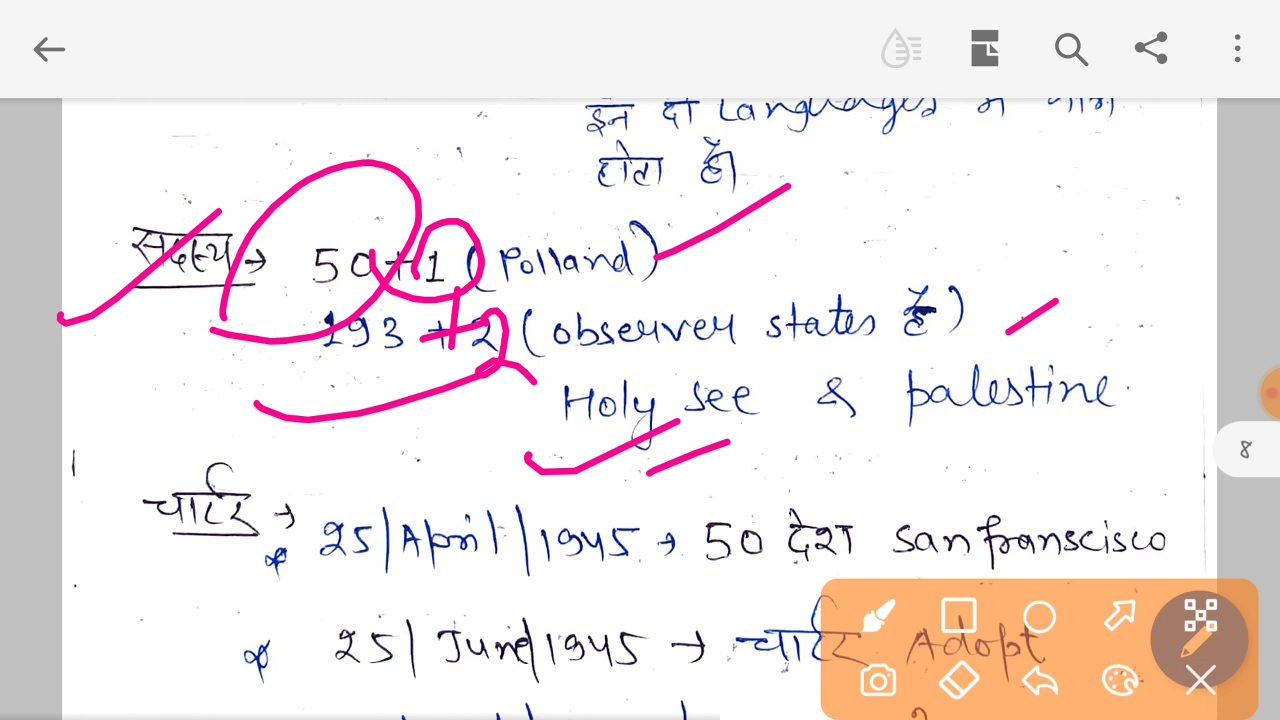 इन दो Languages में
होता है।
सदस्य → 50+1 (Polland)
193 + 2 (observer states है)
Holy see & palestine.
8
चार्टर →
* 25/April/1945 → 50 देश sanfranscisco
* 25/June/1945 → चार्टर Adopt